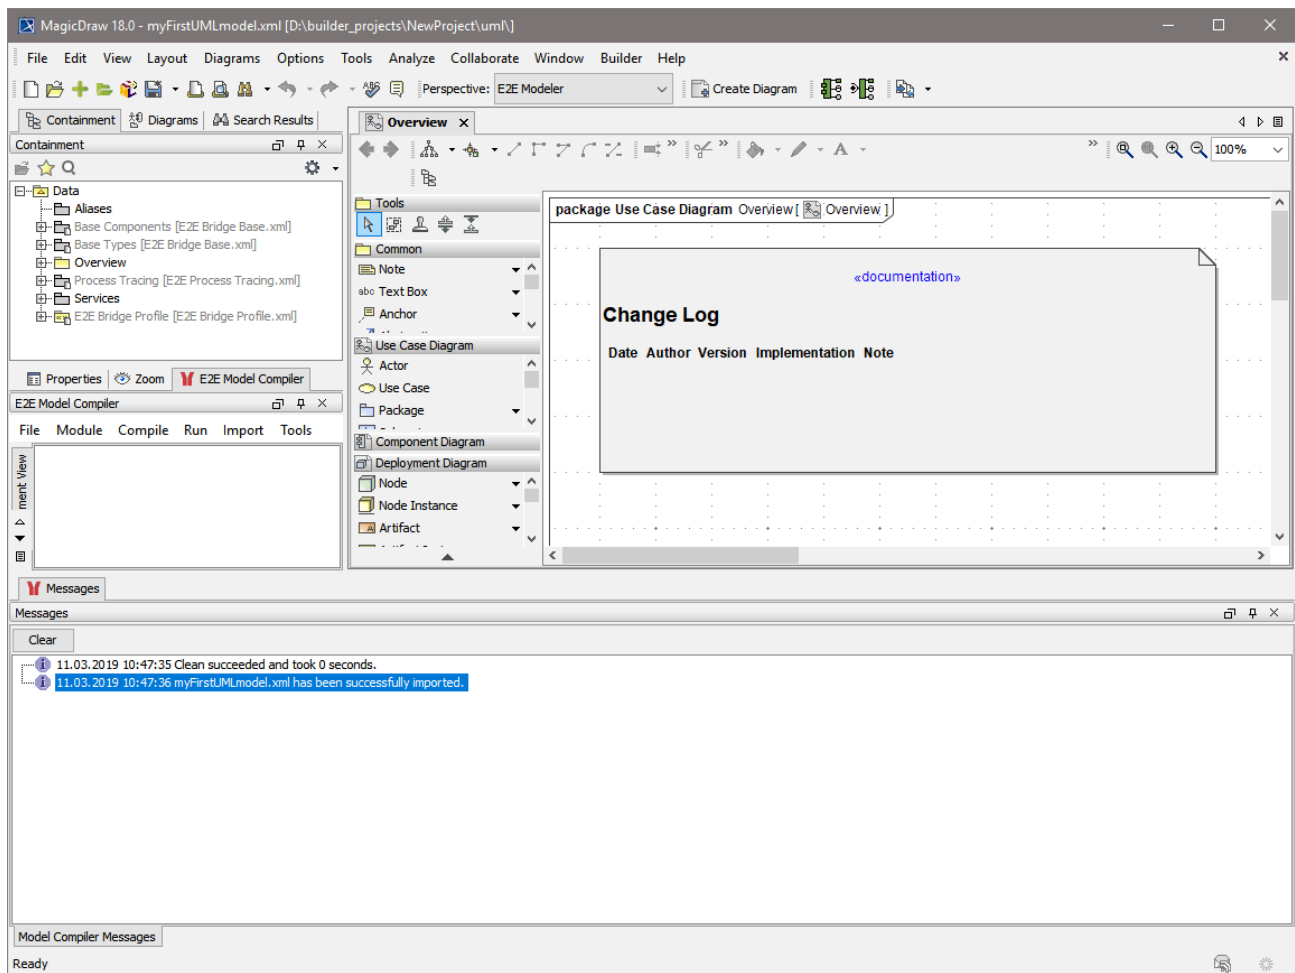 MagicDraw 18.0 - myFirstUMLmodel.xml [D:\builder_projects\NewProject\uml\]
File Edit View Layout Diagrams Options Tools Analyze Collaborate Window Builder Help
Perspective: E2E Modeler Create Diagram
Containment Diagrams Search Results
Containment
Data
Aliases
Base Components [E2E Bridge Base.xml]
Base Types [E2E Bridge Base.xml]
Overview
Process Tracing [E2E Process Tracing.xml]
Services
E2E Bridge Profile [E2E Bridge Profile.xml]
Properties Zoom E2E Model Compiler
E2E Model Compiler
File Module Compile Run Import Tools
ment View
Overview
100%
Tools
Common
Note
abc Text Box
Anchor
Use Case Diagram
Actor
Use Case
Package
Component Diagram
Deployment Diagram
Node
Node Instance
Artifact
package Use Case Diagram Overview [ Overview ]
«documentation»
Change Log
Date Author Version Implementation Note
Messages
Messages
Clear
11.03.2019 10:47:35 Clean succeeded and took 0 seconds.
11.03.2019 10:47:36 myFirstUMLmodel.xml has been successfully imported.
Model Compiler Messages
Ready